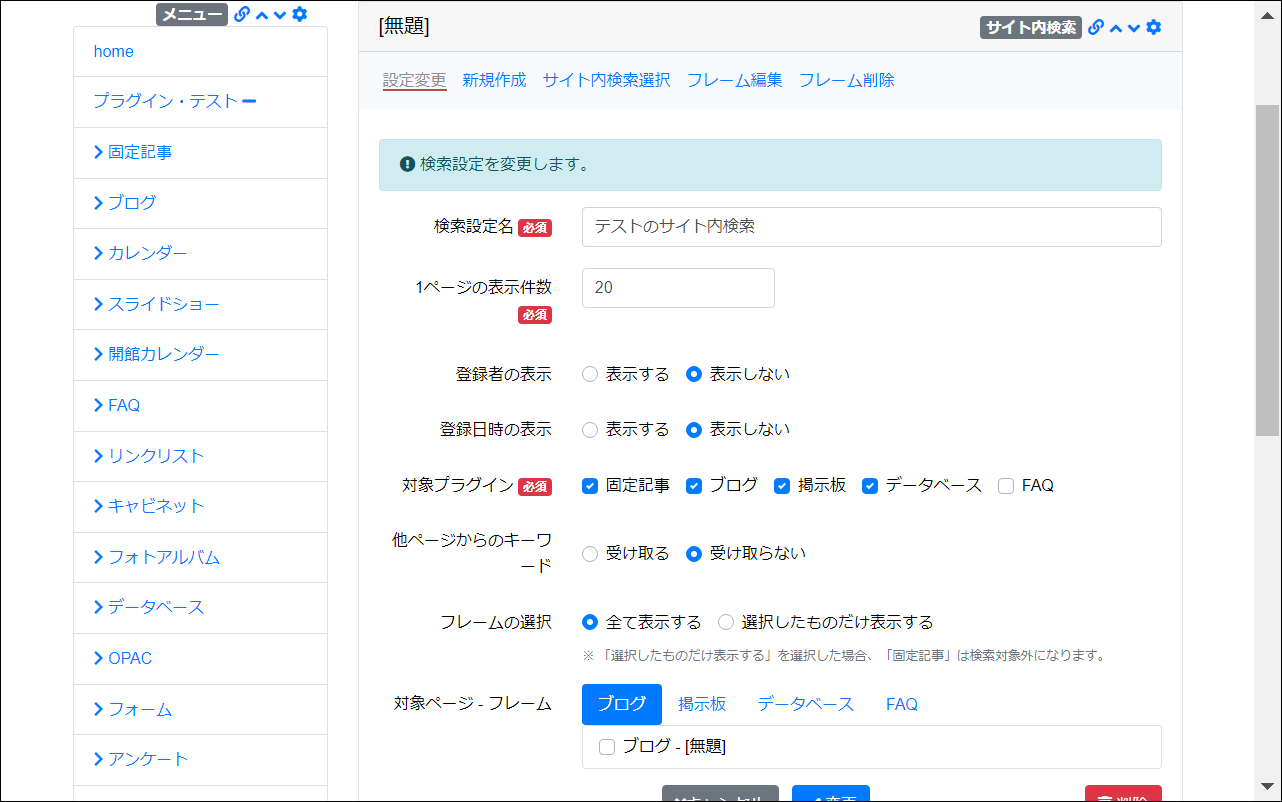 メニュー
home
プラグイン・テスト
固定記事
ブログ
カレンダー
スライドショー
開館カレンダー
FAQ
リンクリスト
キャビネット
フォトアルバム
データベース
OPAC
フォーム
アンケート
[無題]
サイト内検索
設定変更 新規作成 サイト内検索選択 フレーム編集 フレーム削除
検索設定を変更します。
検索設定名 必須 テストのサイト内検索
1ページの表示件数 20
必須
登録者の表示 表示する 表示しない
登録日時の表示 表示する 表示しない
対象プラグイン 必須 固定記事 ブログ 掲示板 データベース FAQ
他ページからのキーワ
ード
受け取る 受け取らない
フレームの選択 全て表示する 選択したものだけ表示する
※ 「選択したものだけ表示する」を選択した場合、「固定記事」は検索対象外になります。
対象ページ - フレーム ブログ 掲示板 データベース FAQ
ブログ - [無題]
キャンセル 変更 削除